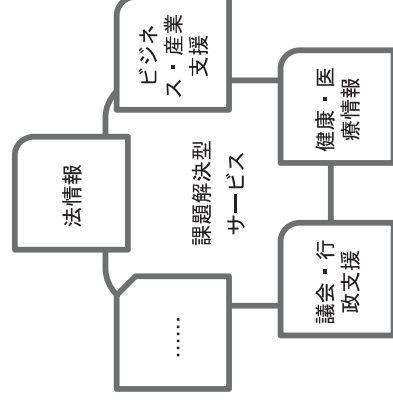 法情報
ビジネ
ス・産業
支援
健康・医
療情報
議会・行
政支援
……
課題解決型
サービス